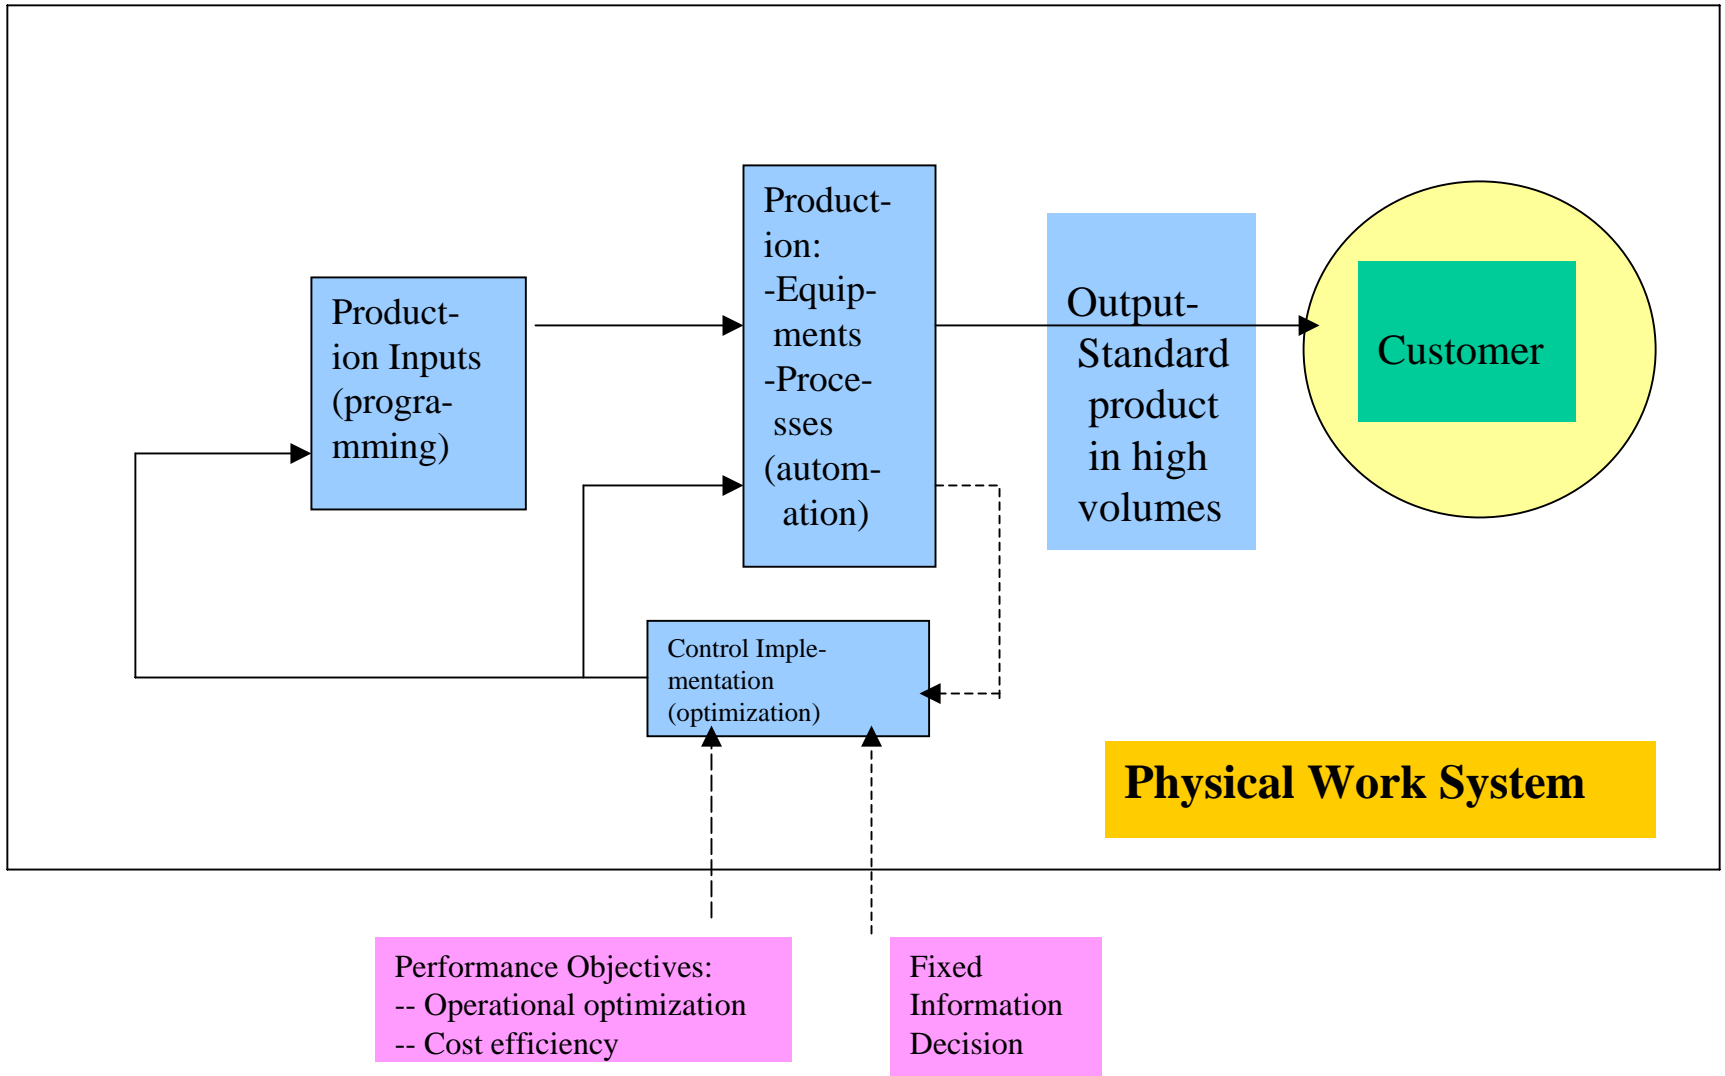 Product-
ion Inputs
(progra-
mming)
Product-
ion:
-Equip-
ments
-Proce-
sses
(autom-
ation)
Output-
Standard
product
in high
volumes
Customer
Control Imple-
mentation
(optimization)
Physical Work System
Performance Objectives:
-- Operational optimization
-- Cost efficiency
Fixed
Information
Decision